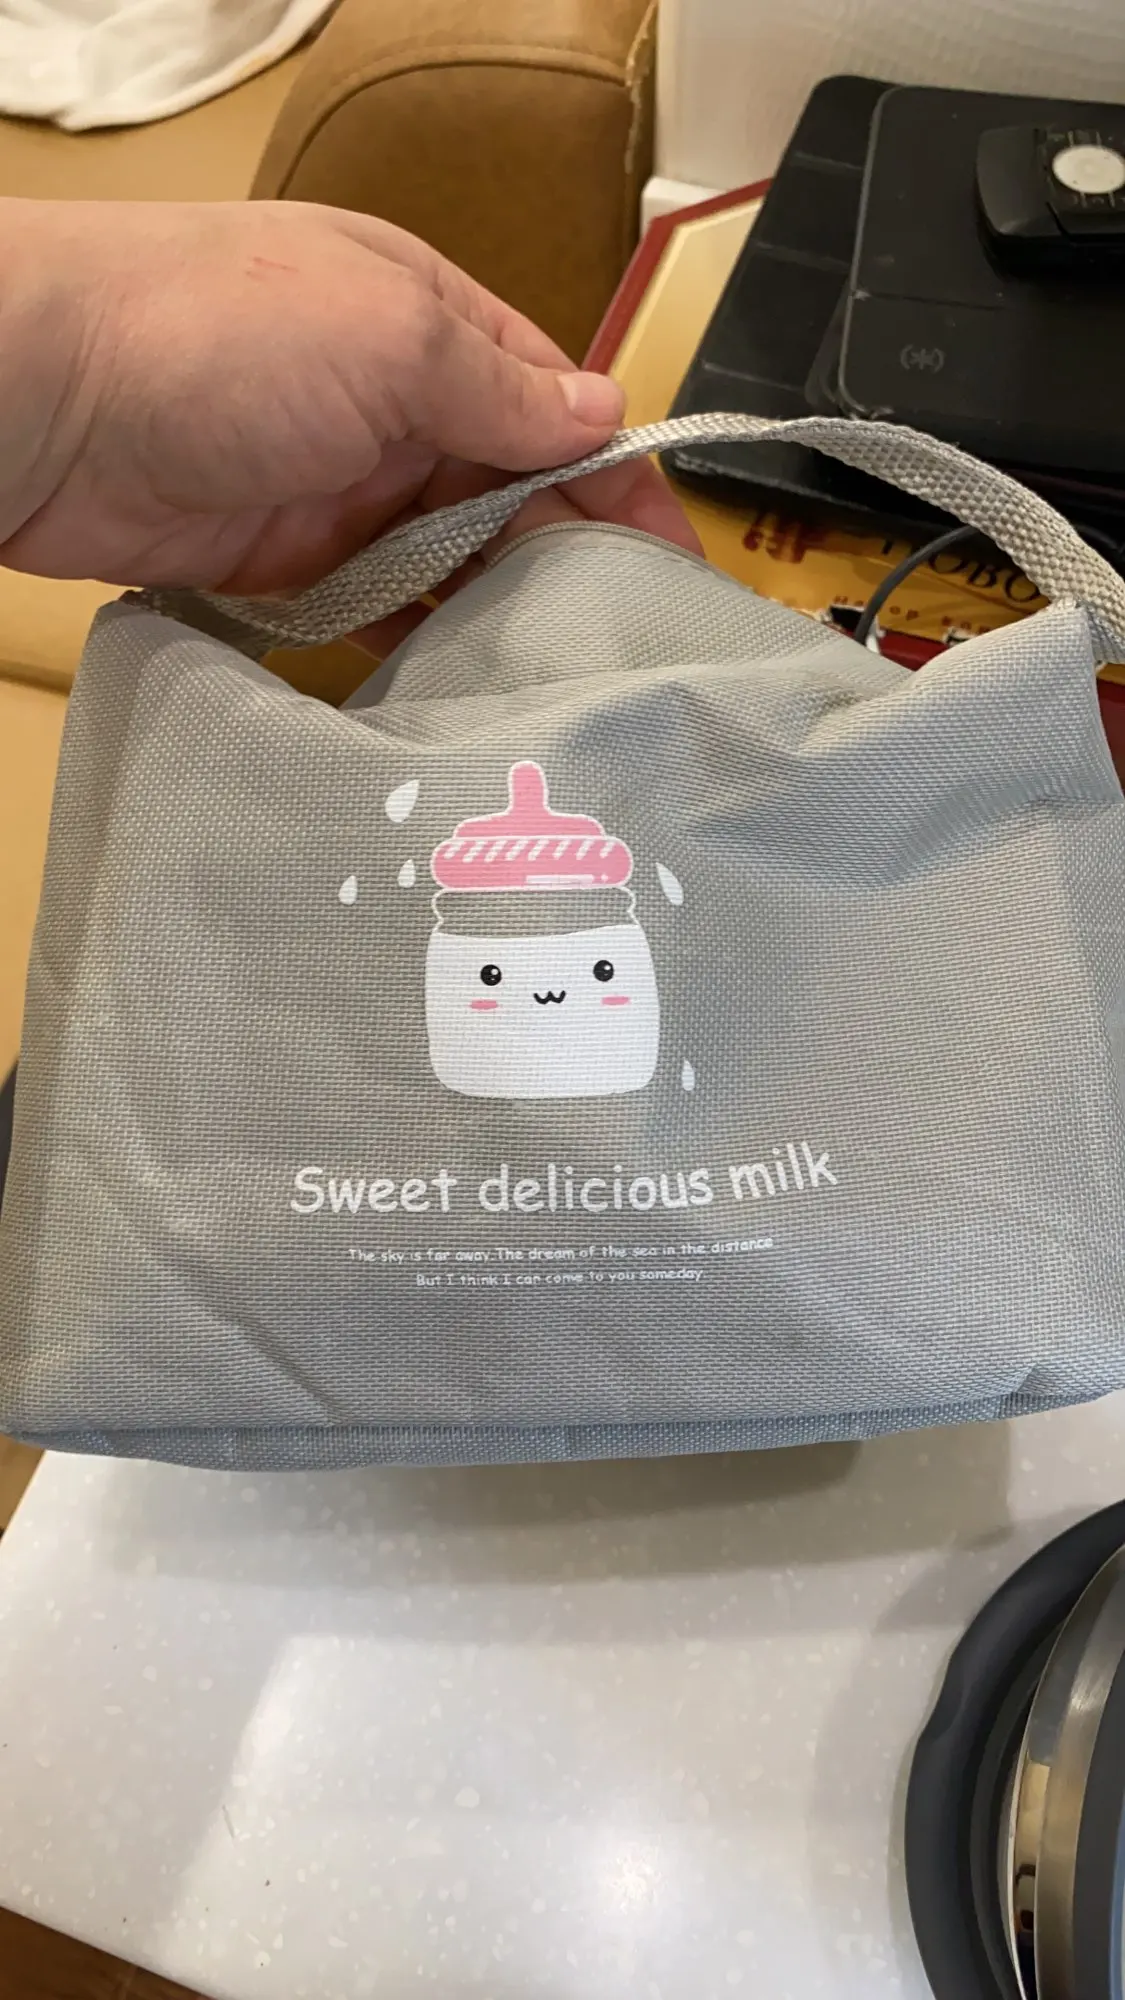 Sweet delicious milk
The sky is far away.The dream of the sea in the distance
But I think I can come to you someday.